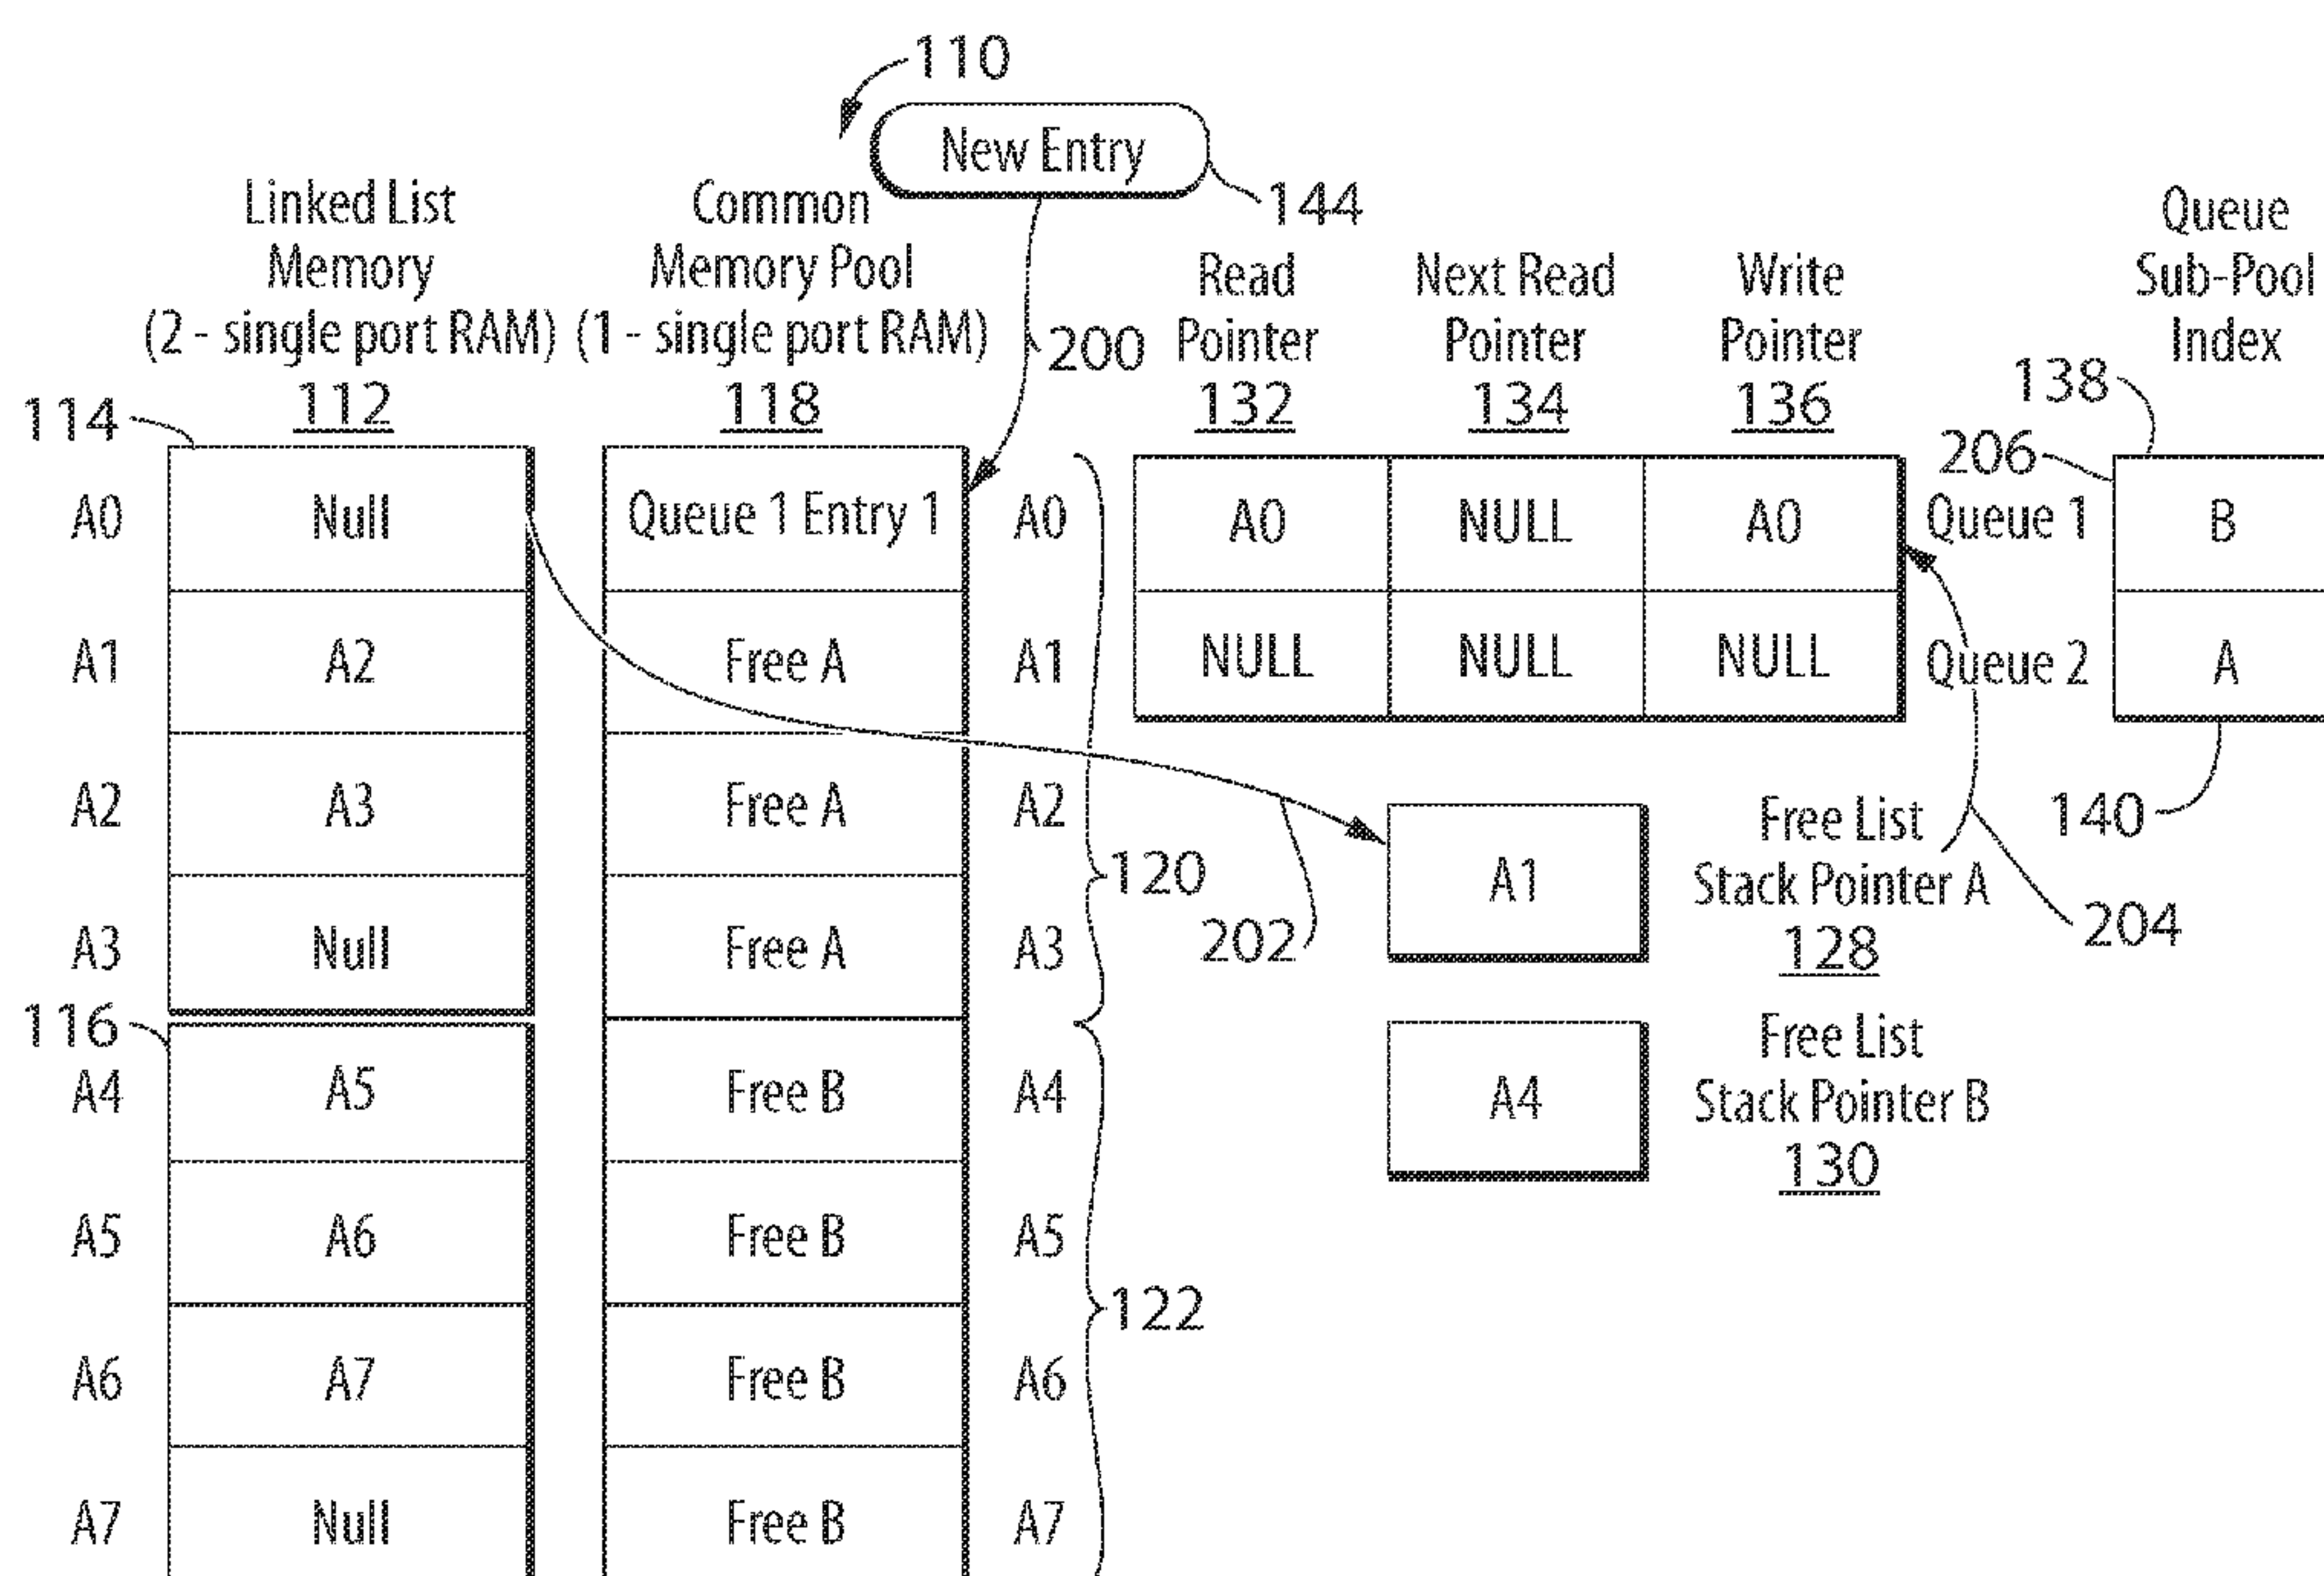 110
New Entry
144
Linked List
Memory
(2 - single port RAM)
112
Common
Memory Pool
(1 - single port RAM)
118
200
Read
Pointer
132
Next Read
Pointer
134
Write
Pointer
136
Queue
Sub-Pool
Index
138
206
114
A0 Null Queue 1 Entry 1 A0
A1 A2 Free A A1
A2 A3 Free A A2
A3 Null Free A A3
120
116
A4 A5 Free B A4
A5 A6 Free B A5
A6 A7 Free B A6
A7 Null Free B A7
122
A0 NULL A0 Queue 1 B
NULL NULL NULL Queue 2 A
140
202
A1
Free List
Stack Pointer A
128
204
A4
Free List
Stack Pointer B
130